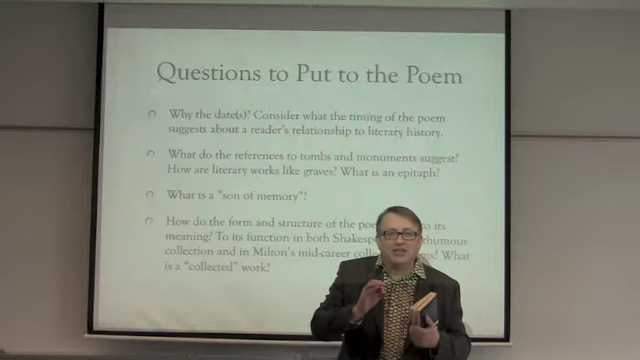 Questions to Put to the Poem
Why the date(s)? Consider what the timing of the poem
suggests about a reader's relationship to literary history.
What do the references to tombs and monuments suggest?
How are literary works like graves? What is an epitaph?
What is a "son of memory"?
How do the form and structure of the to its
meaning? To its function in both
collection and in Milton's mid-career What
is a "collected" work?